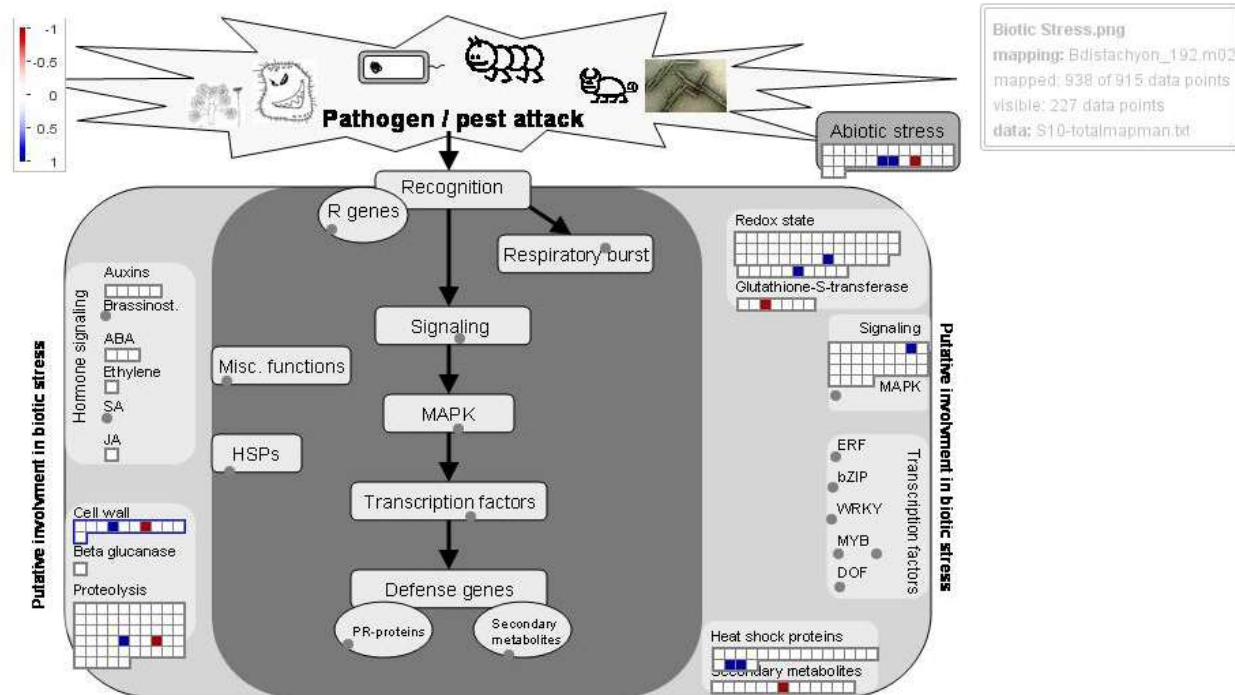 -1
-0.5
0
0.5
1
Pathogen / pest attack
Biotic Stress.png
mapping: Bdistachyon_192.m02
mapped: 938 of 915 data points
visible: 227 data points
data: S10-totalmapman.txt
Abiotic stress
Recognition
R genes
Respiratory burst
Signaling
Misc. functions
MAPK
HSPs
Transcription factors
Defense genes
PR-proteins
Secondary
metabolites
Putative involvment in biotic stress
Hormone signaling
Auxins
Brassinost.
ABA
Ethylene
SA
JA
Cell wall
Beta glucanase
Proteolysis
Redox state
Glutathione-S-transferase
Signaling
MAPK
ERF
bZIP
WRKY
MYB
DOF
Transcription factors
Putative involvment in biotic stress
Heat shock proteins
Secondary metabolites